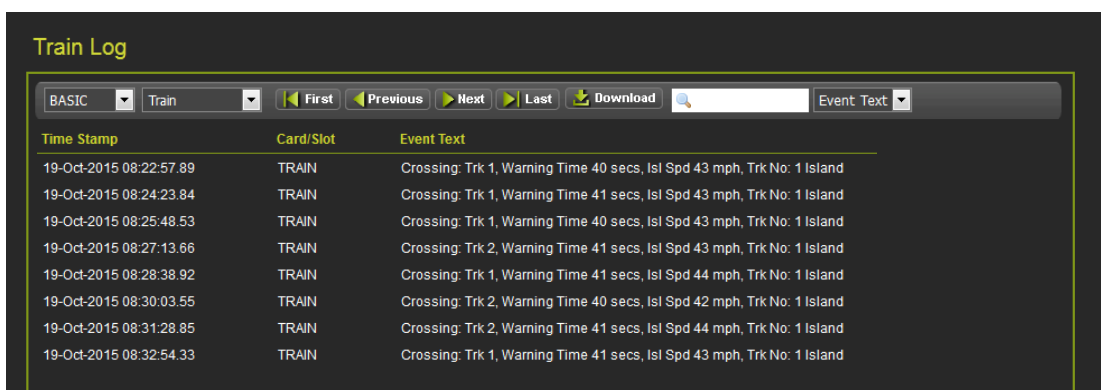 Train Log
BASIC Train First Previous Next Last Download Event Text
Time Stamp Card/Slot Event Text
19-Oct-2015 08:22:57.89 TRAIN Crossing: Trk 1, Warning Time 40 secs, Isl Spd 43 mph, Trk No: 1 Island
19-Oct-2015 08:24:23.84 TRAIN Crossing: Trk 1, Warning Time 41 secs, Isl Spd 43 mph, Trk No: 1 Island
19-Oct-2015 08:25:48.53 TRAIN Crossing: Trk 1, Warning Time 40 secs, Isl Spd 43 mph, Trk No: 1 Island
19-Oct-2015 08:27:13.66 TRAIN Crossing: Trk 2, Warning Time 41 secs, Isl Spd 43 mph, Trk No: 1 Island
19-Oct-2015 08:28:38.92 TRAIN Crossing: Trk 1, Warning Time 41 secs, Isl Spd 44 mph, Trk No: 1 Island
19-Oct-2015 08:30:03.55 TRAIN Crossing: Trk 2, Warning Time 40 secs, Isl Spd 42 mph, Trk No: 1 Island
19-Oct-2015 08:31:28.85 TRAIN Crossing: Trk 2, Warning Time 41 secs, Isl Spd 44 mph, Trk No: 1 Island
19-Oct-2015 08:32:54.33 TRAIN Crossing: Trk 1, Warning Time 41 secs, Isl Spd 43 mph, Trk No: 1 Island